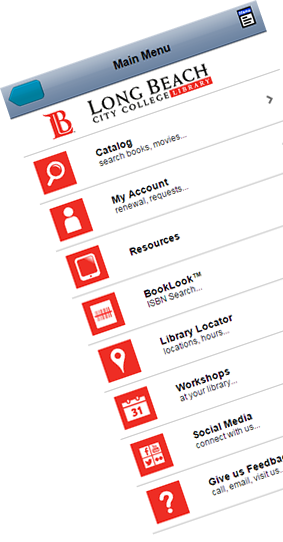 Menu
Main Menu
LB
LONG BEACH
CITY COLLEGE LIBRARY
Catalog
search books, movies...
My Account
renewal, requests...
Resources
BookLook™
ISBN Search...
Library Locator
locations, hours...
31
Workshops
at your library...
Social Media
connect with us...
Give us Feedba
call, email, visit us...